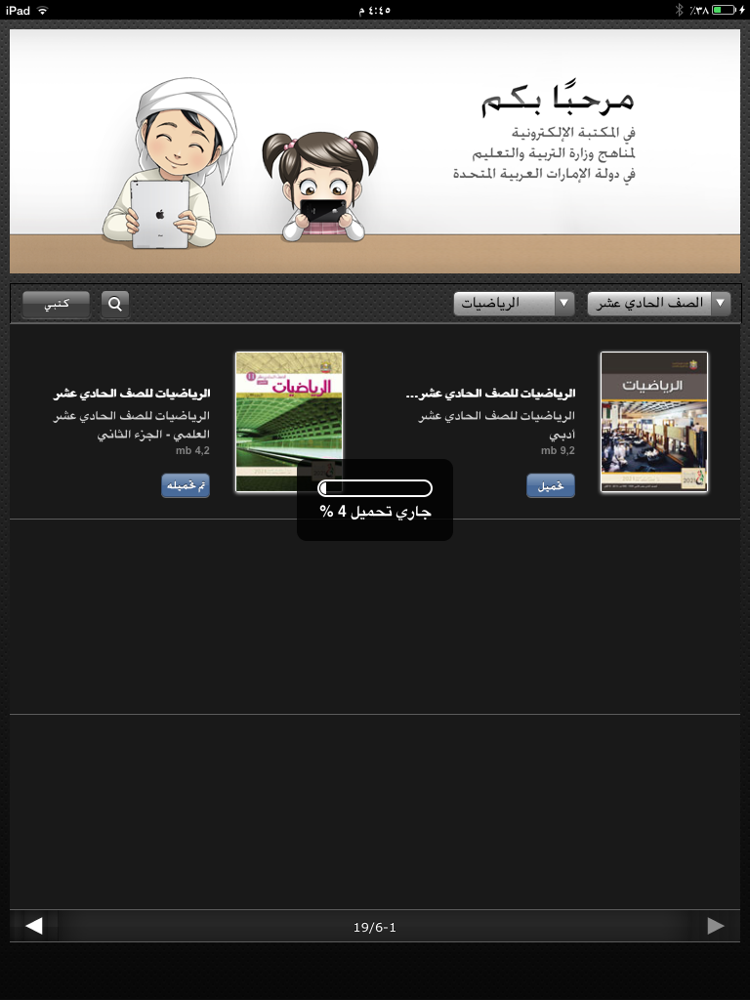 iPad
٤:٤٥ م
٪٣٨
مرحبًا بكم
في المكتبة الإلكترونية
لمناهج وزارة التربية والتعليم
في دولة الإمارات العربية المتحدة
الصف الحادي عشر
الرياضيات
كتبي
الرياضيات
الرياضيات للصف الحادي عشر...
الرياضيات للصف الحادي عشر
أدبي
9,2 mb
تحميل
الرياضيات
11
الرياضيات للصف الحادي عشر
الرياضيات للصف الحادي عشر
العلمي - الجزء الثاني
4,2 mb
تم تحميله
جاري تحميل 4 %
19/6-1